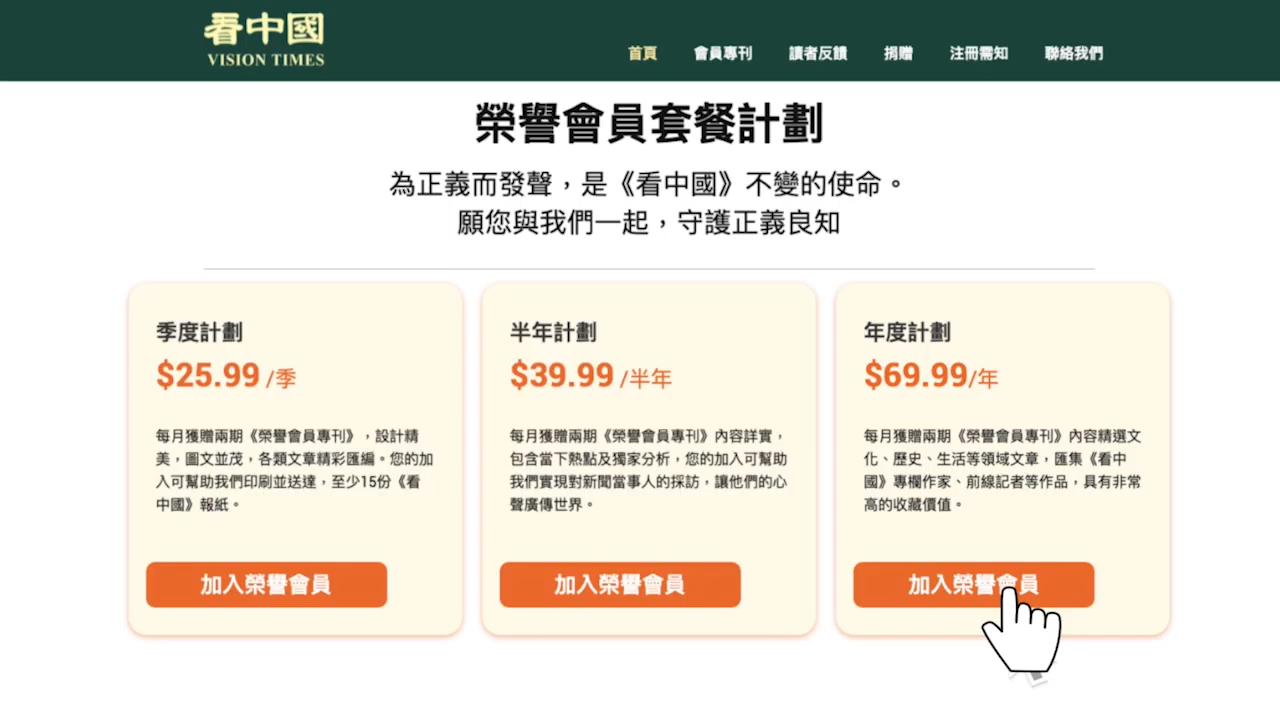 看中國
VISION TIMES
首頁 會員專刊 讀者反饋 捐贈 注冊需知 聯絡我們
榮譽會員套餐計劃
為正義而發聲，是《看中國》不變的使命。
願您與我們一起，守護正義良知
季度計劃
$25.99 /季
每月獲贈兩期《榮譽會員專刊》，設計精
美，圖文並茂，各類文章精彩匯編。您的加
入可幫助我們印刷並送達，至少15份《看
中國》報紙。
加入榮譽會員
半年計劃
$39.99 /半年
每月獲贈兩期《榮譽會員專刊》內容詳實，
包含當下熱點及獨家分析，您的加入可幫助
我們實現對新聞當事人的採訪，讓他們的心
聲廣傳世界。
加入榮譽會員
年度計劃
$69.99/年
每月獲贈兩期《榮譽會員專刊》內容精選文
化、歷史、生活等領域文章，匯集《看中
國》專欄作家、前線記者等作品，具有非常
高的收藏價值。
加入榮譽會員